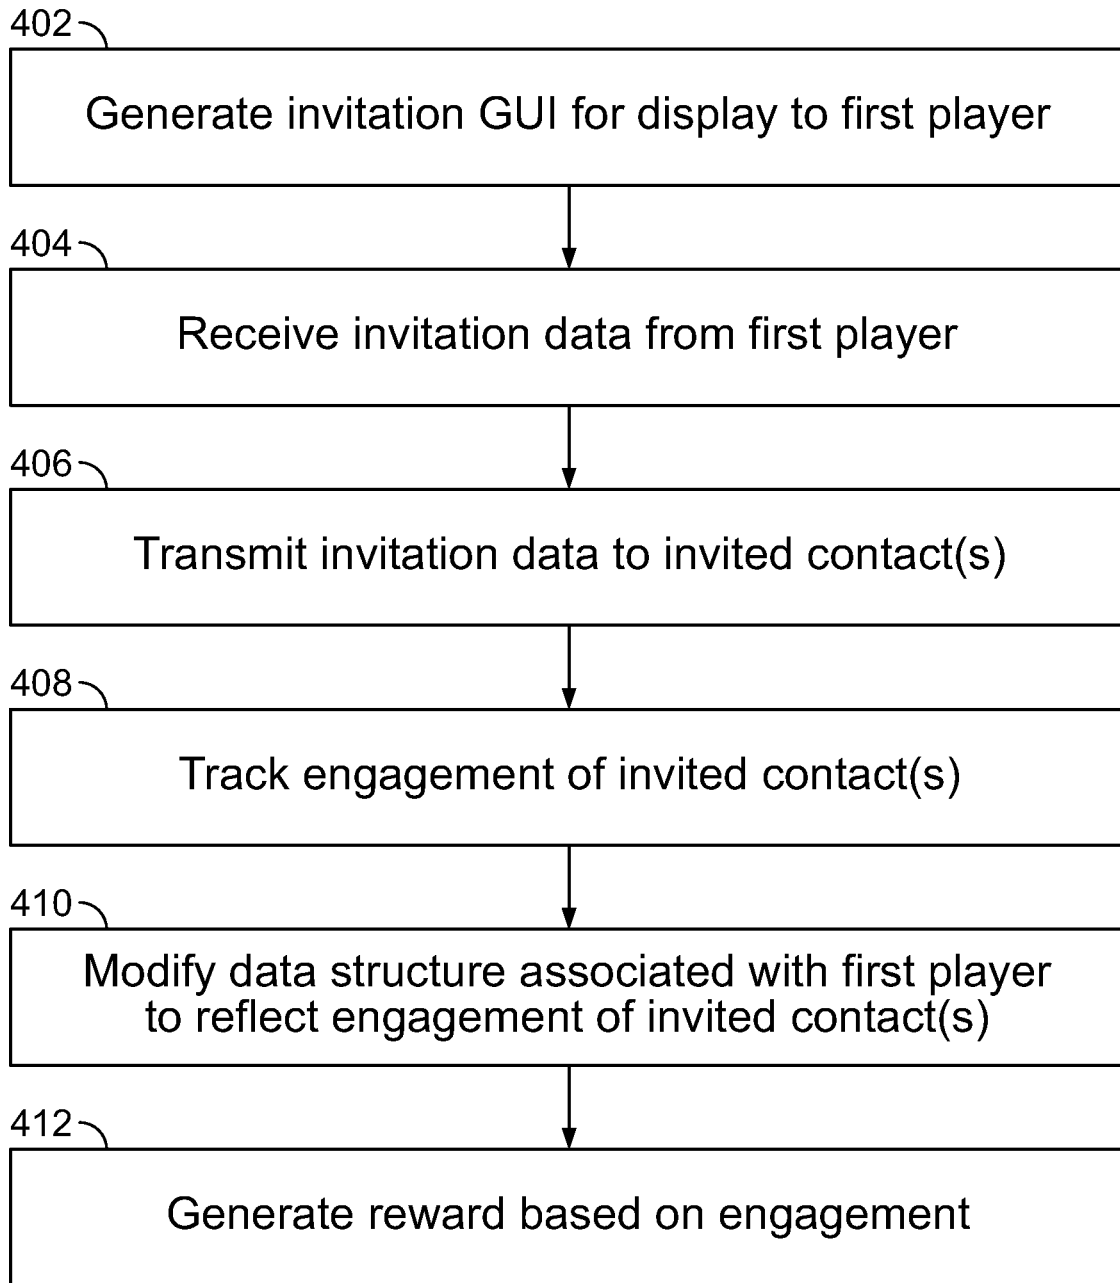 402
Generate invitation GUI for display to first player
404
Receive invitation data from first player
406
Transmit invitation data to invited contact(s)
408
Track engagement of invited contact(s)
410
Modify data structure associated with first player
to reflect engagement of invited contact(s)
412
Generate reward based on engagement